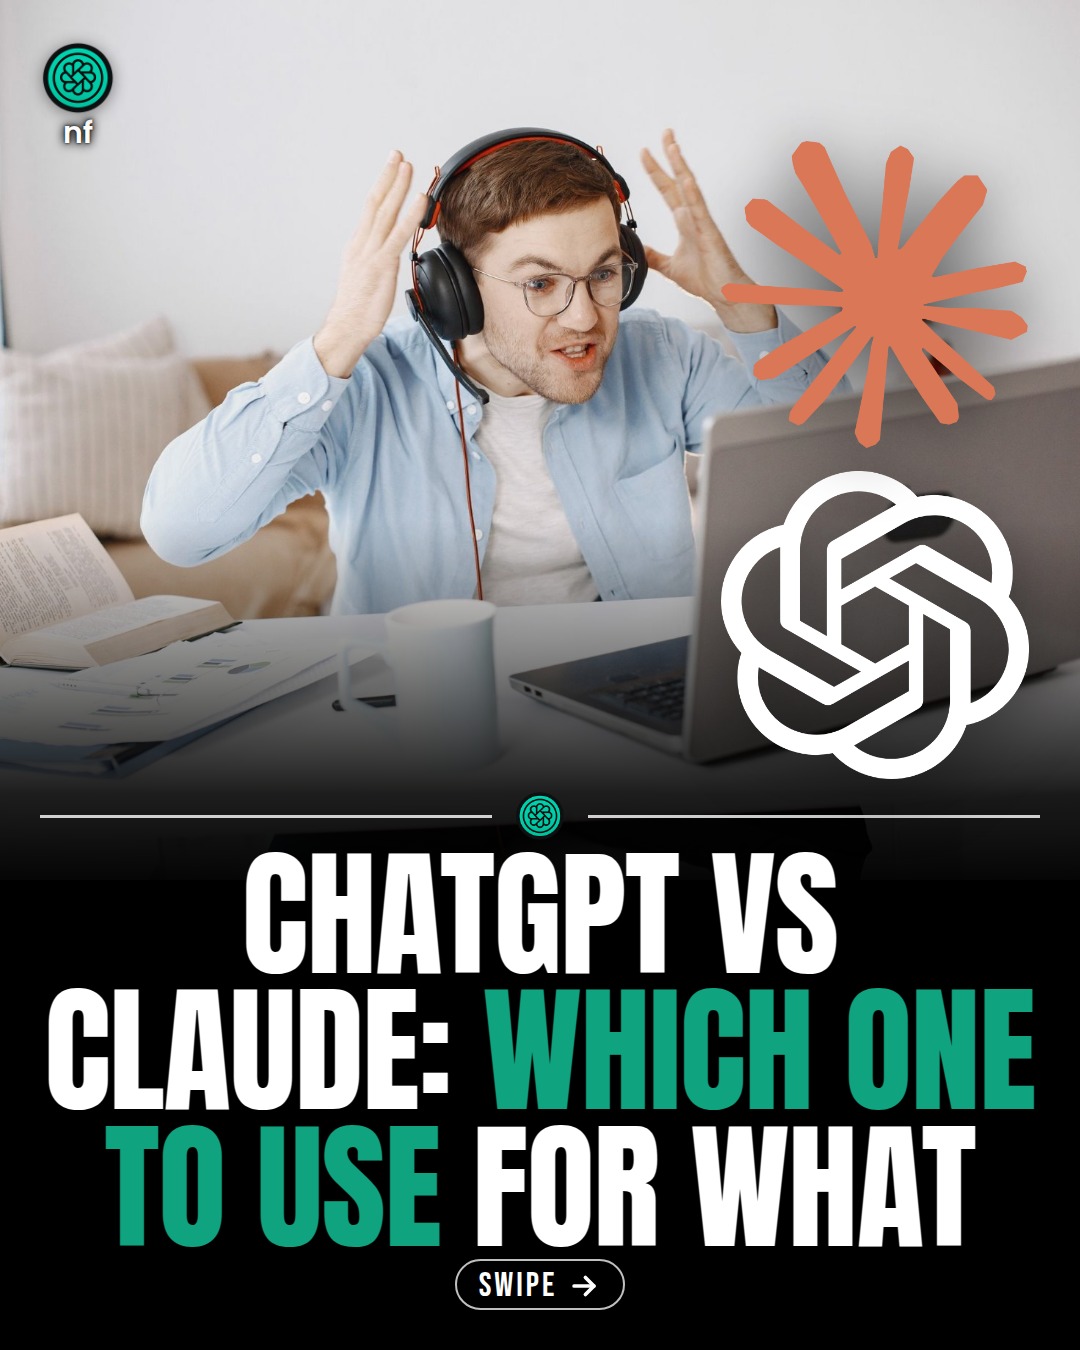 nf
CHATGPT VS
CLAUDE: WHICH ONE
TO USE FOR WHAT
SWIPE →